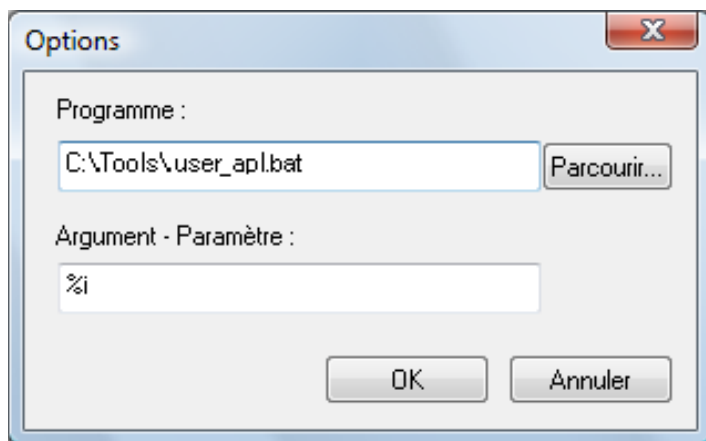 Options
Programme :
C:\Tools\user_apl.bat
Parcourir...
Argument - Paramètre :
%i
OK
Annuler